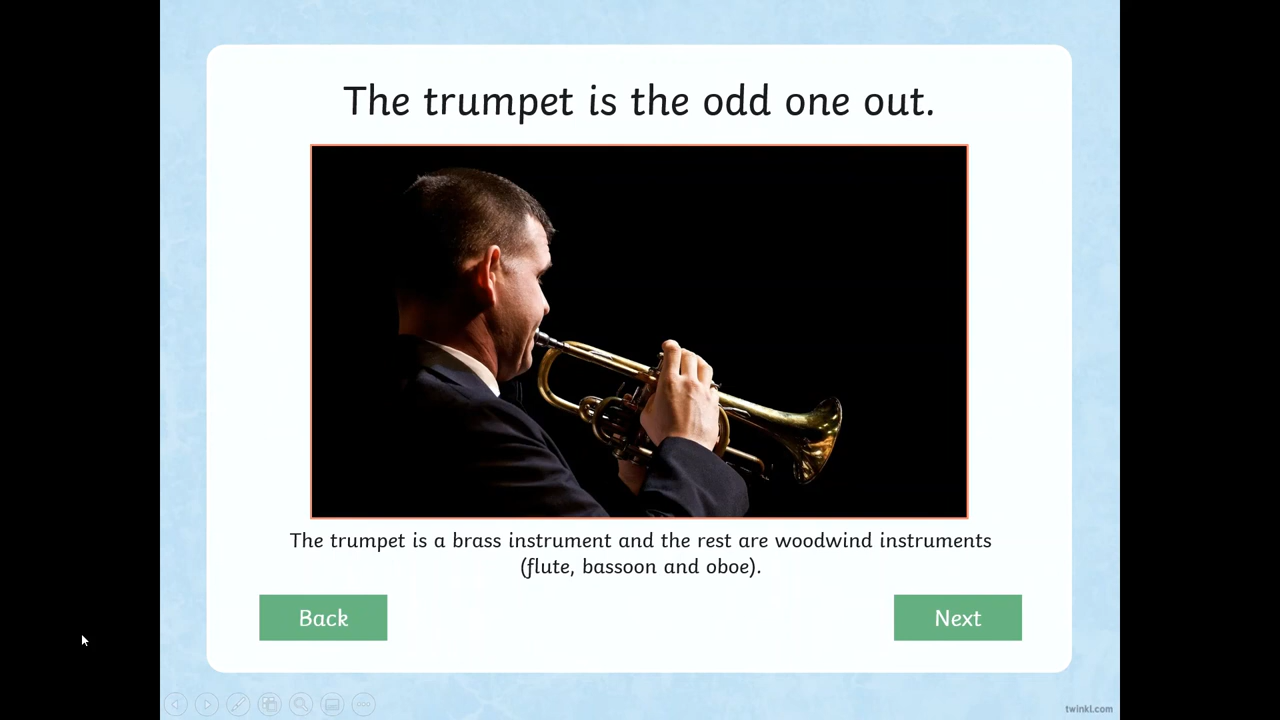 The trumpet is the odd one out.
The trumpet is a brass instrument and the rest are woodwind instruments
(flute, bassoon and oboe).
Back
Next
twinkl.com